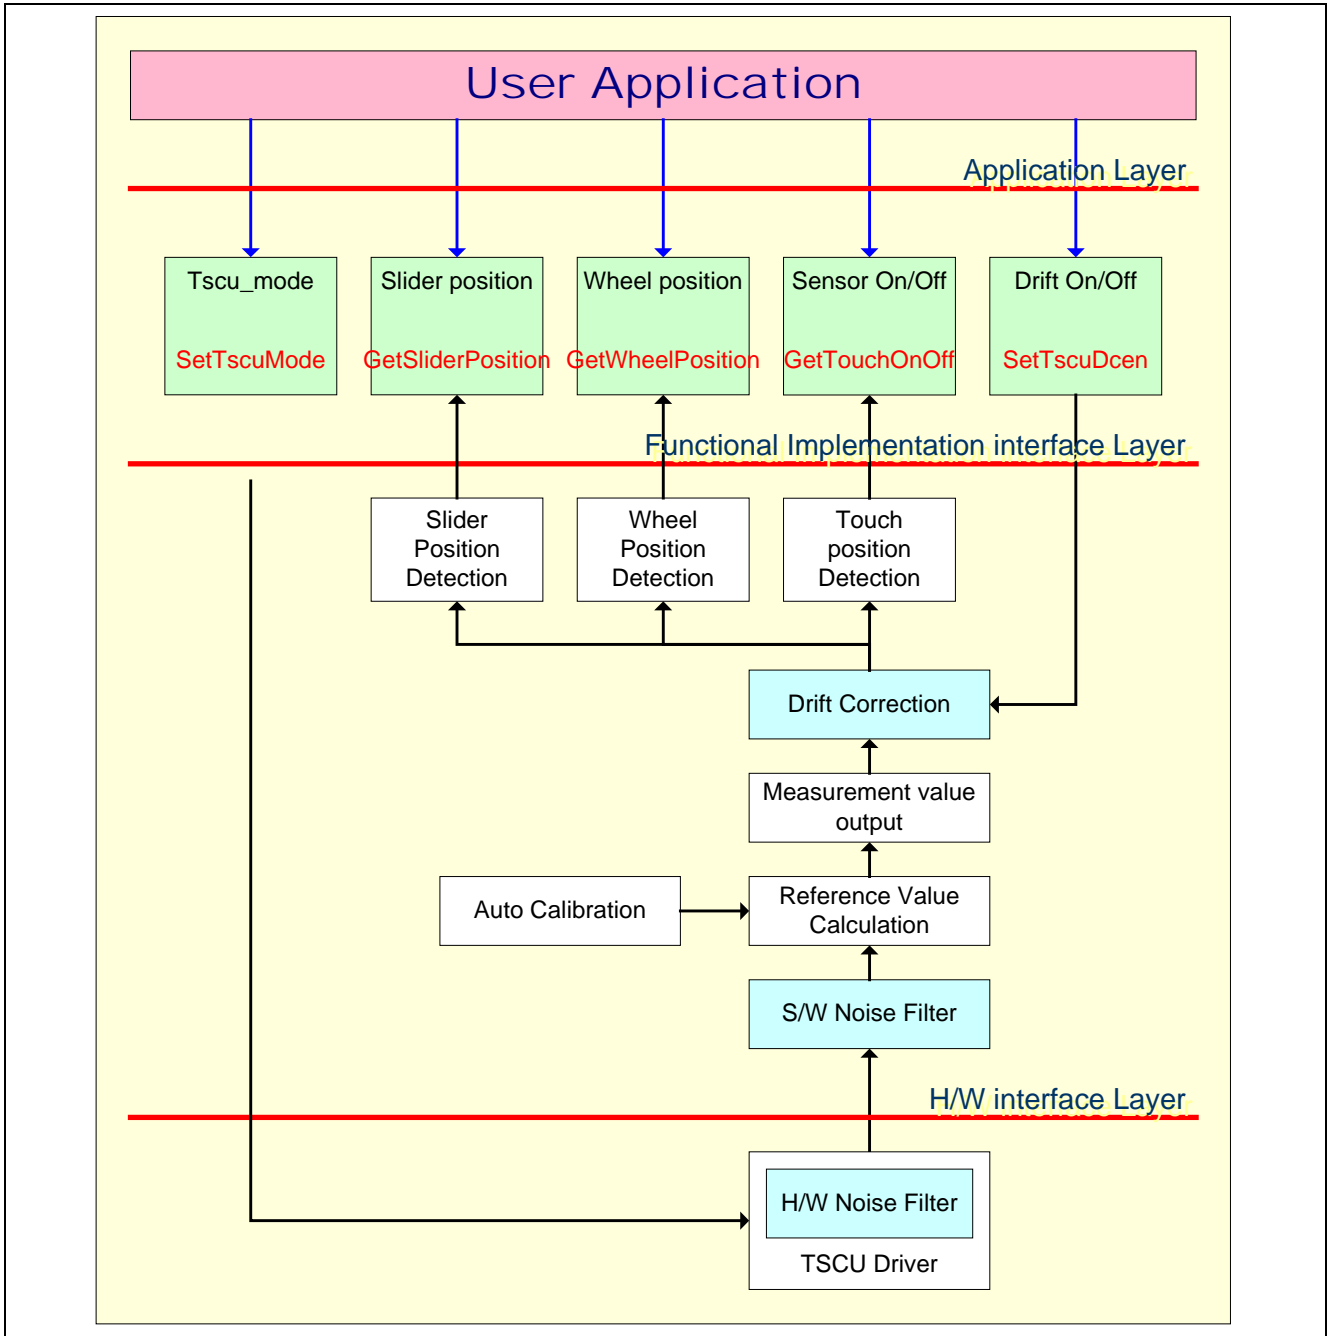 User Application
Application Layer
Tscu_mode
SetTscuMode
Slider position
GetSliderPosition
Wheel position
GetWheelPosition
Sensor On/Off
GetTouchOnOff
Drift On/Off
SetTscuDcen
Functional Implementation interface Layer
Slider
Position
Detection
Wheel
Position
Detection
Touch
position
Detection
Drift Correction
Measurement value
output
Auto Calibration
Reference Value
Calculation
S/W Noise Filter
H/W interface Layer
H/W Noise Filter
TSCU Driver